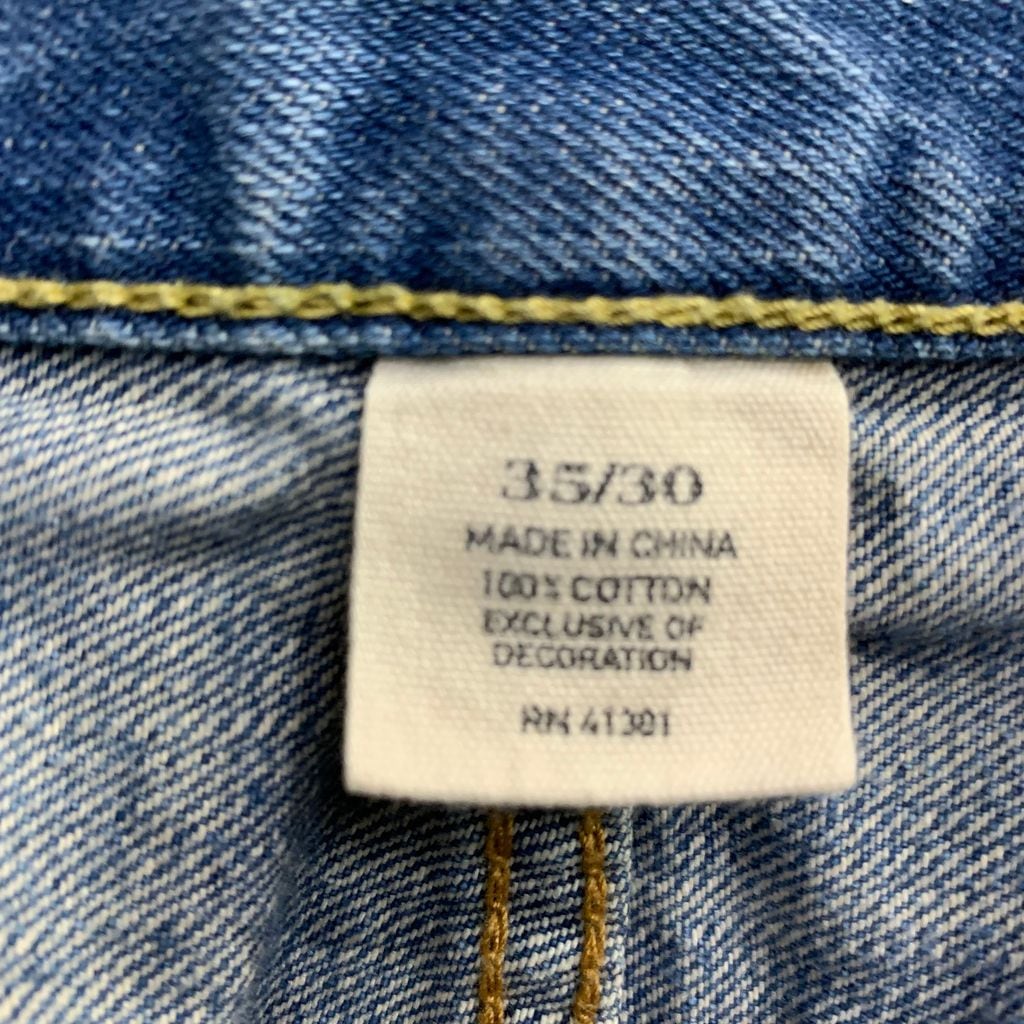 35/30
MADE IN CHINA
100% COTTON
EXCLUSIVE OF
DECORATION
RN 41381